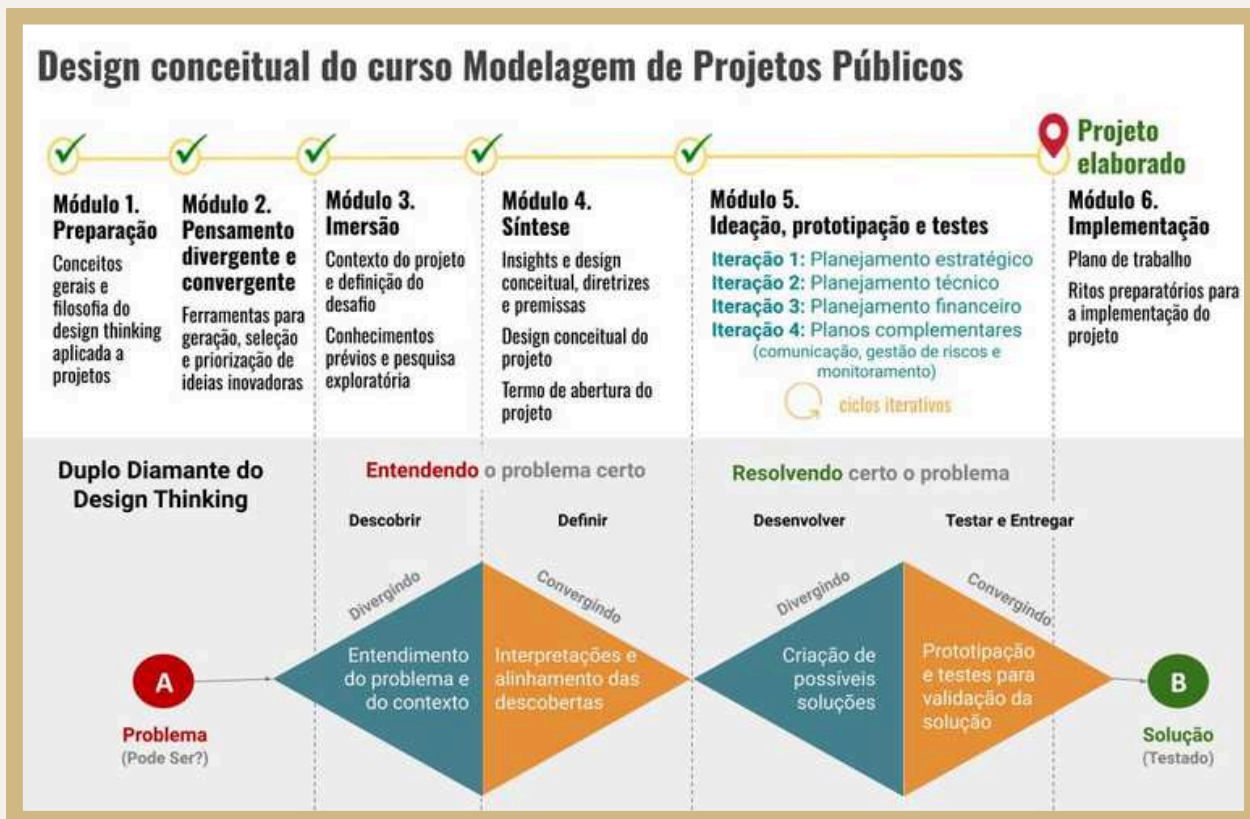 Design conceitual do curso Modelagem de Projetos Públicos
Projeto
elaborado
Módulo 1.
Preparação
Conceitos
gerais e
filosofia do
design thinking
aplicada a
projetos
Módulo 2.
Pensamento
divergente e
convergente
Ferramentas para
geração, seleção
e priorização de
ideias inovadoras
Módulo 3.
Imersão
Contexto do projeto
e definição do
desafio
Conhecimentos
prévios e pesquisa
exploratória
Módulo 4.
Síntese
Insights e design
conceitual, diretrizes
e premissas
Design conceitual do
projeto
Termo de abertura do
projeto
Módulo 5.
Ideação, prototipação e testes
Iteração 1: Planejamento estratégico
Iteração 2: Planejamento técnico
Iteração 3: Planejamento financeiro
Iteração 4: Planos complementares
(comunicação, gestão de riscos e
monitoramento)
ciclos iterativos
Módulo 6.
Implementação
Plano de trabalho
Ritos preparatórios para
a implementação do
projeto
Duplo Diamante do
Design Thinking
Entendendo o problema certo
Resolvendo certo o problema
Descobrir
Definir
Desenvolver
Testar e Entregar
Divergindo
Convergindo
Divergindo
Convergindo
A
Problema
(Pode Ser?)
Entendimento
do problema e
do contexto
Interpretações e
alinhamento das
descobertas
Criação de
possíveis
soluções
Prototipação
e testes para
validação da
solução
B
Solução
(Testado)